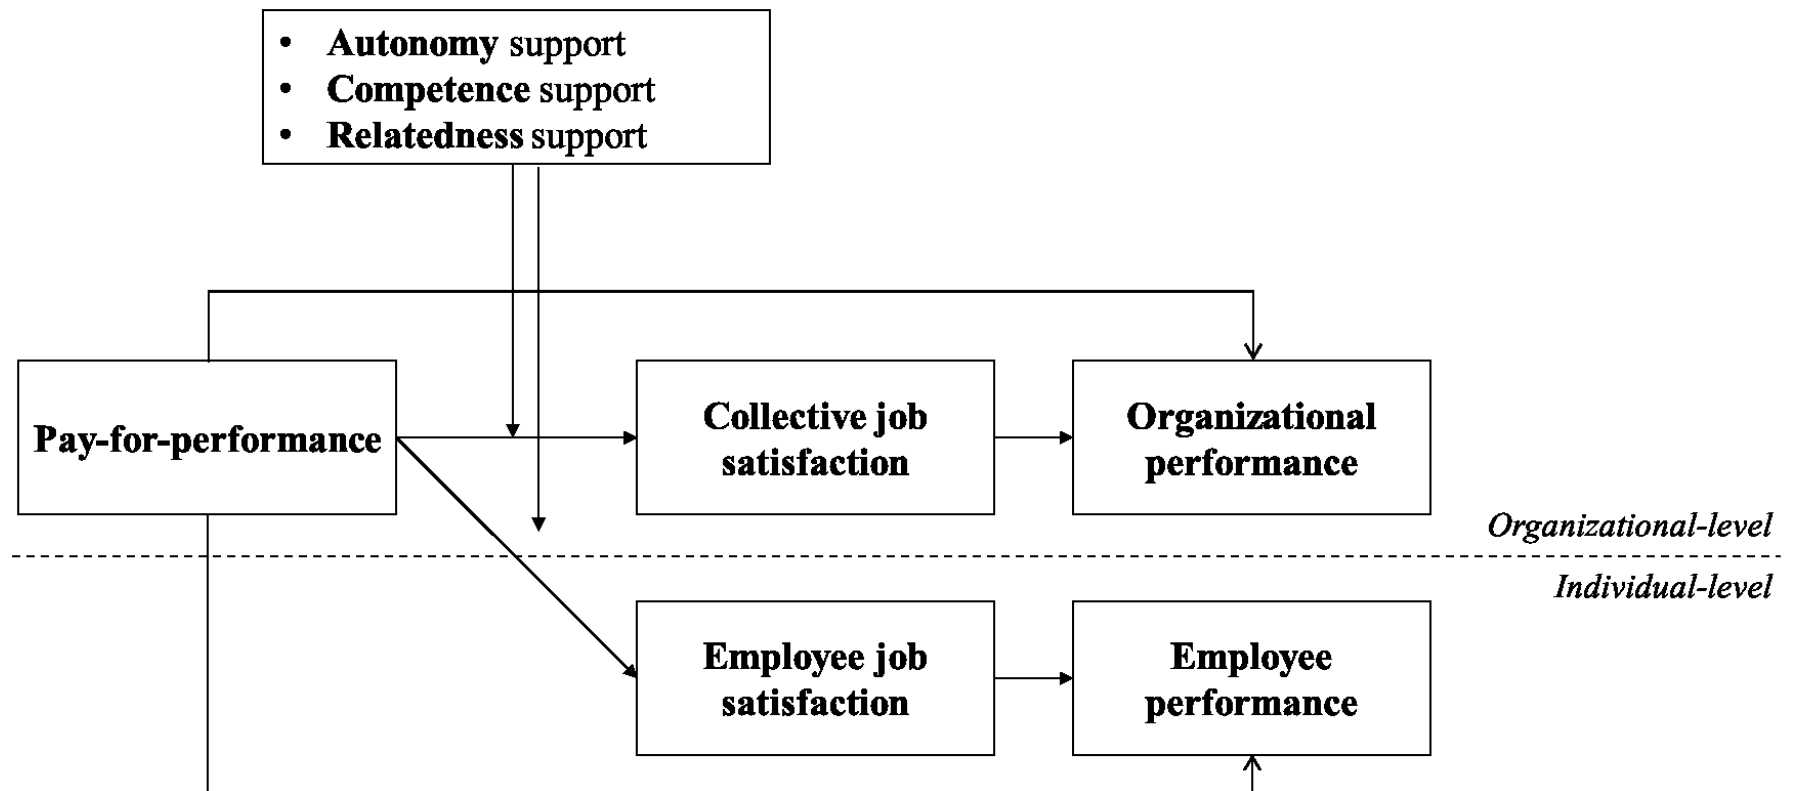 • Autonomy support
• Competence support
• Relatedness support
Pay-for-performance
Collective job
satisfaction
Organizational
performance
Organizational-level
Individual-level
Employee job
satisfaction
Employee
performance